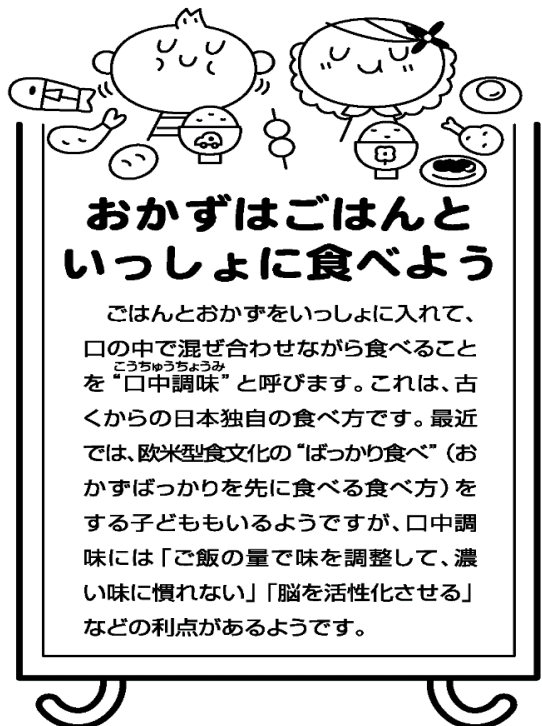 おかずはごはんと
いっしょに食べよう
ごはんとおかずをいっしょに入れて、
口の中で混ぜ合わせながら食べること
こうちゅうちょうみ
を“口中調味”と呼びます。これは、古
くからの日本独自の食べ方です。最近
では、欧米型食文化の“ばっかり食べ”（お
かずばっかりを先に食べる食べ方）を
する子どももいるようですが、口中調
味には「ご飯の量で味を調整して、濃
い味に慣れない」「脳を活性化させる」
などの利点があるようです。